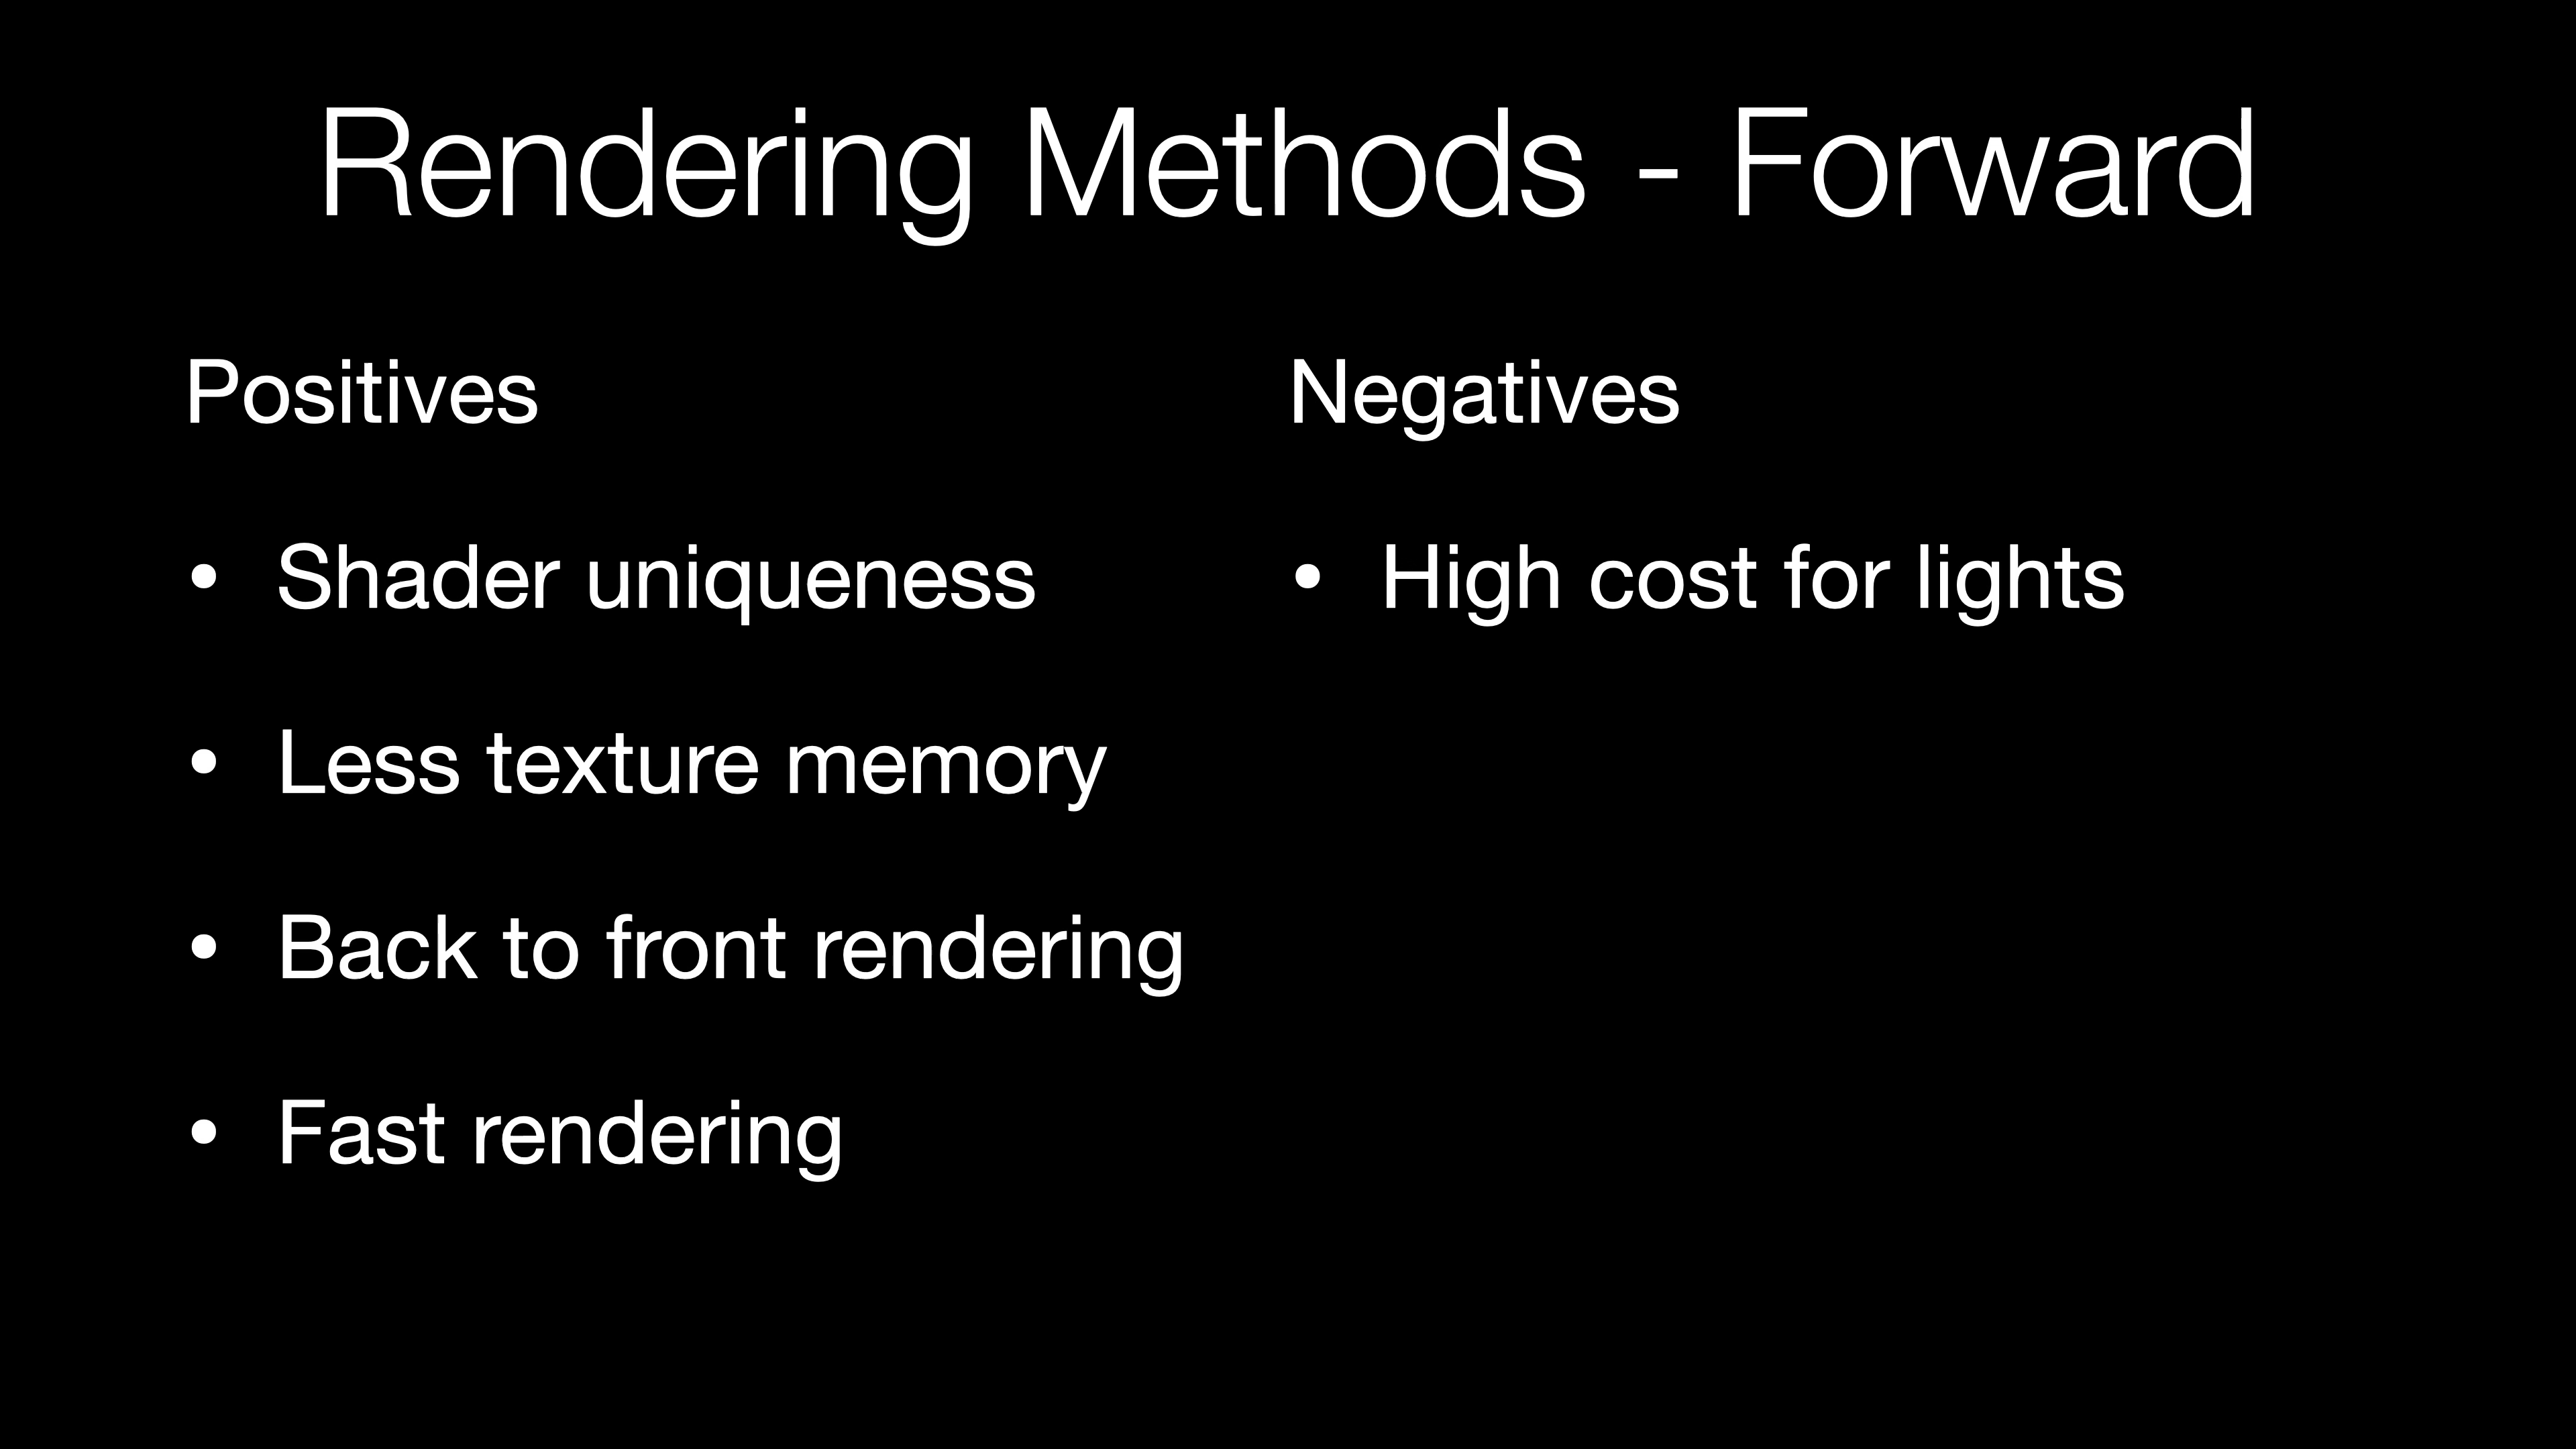 Rendering Methods - Forward
Positives
• Shader uniqueness
• Less texture memory
• Back to front rendering
• Fast rendering
Negatives
• High cost for lights